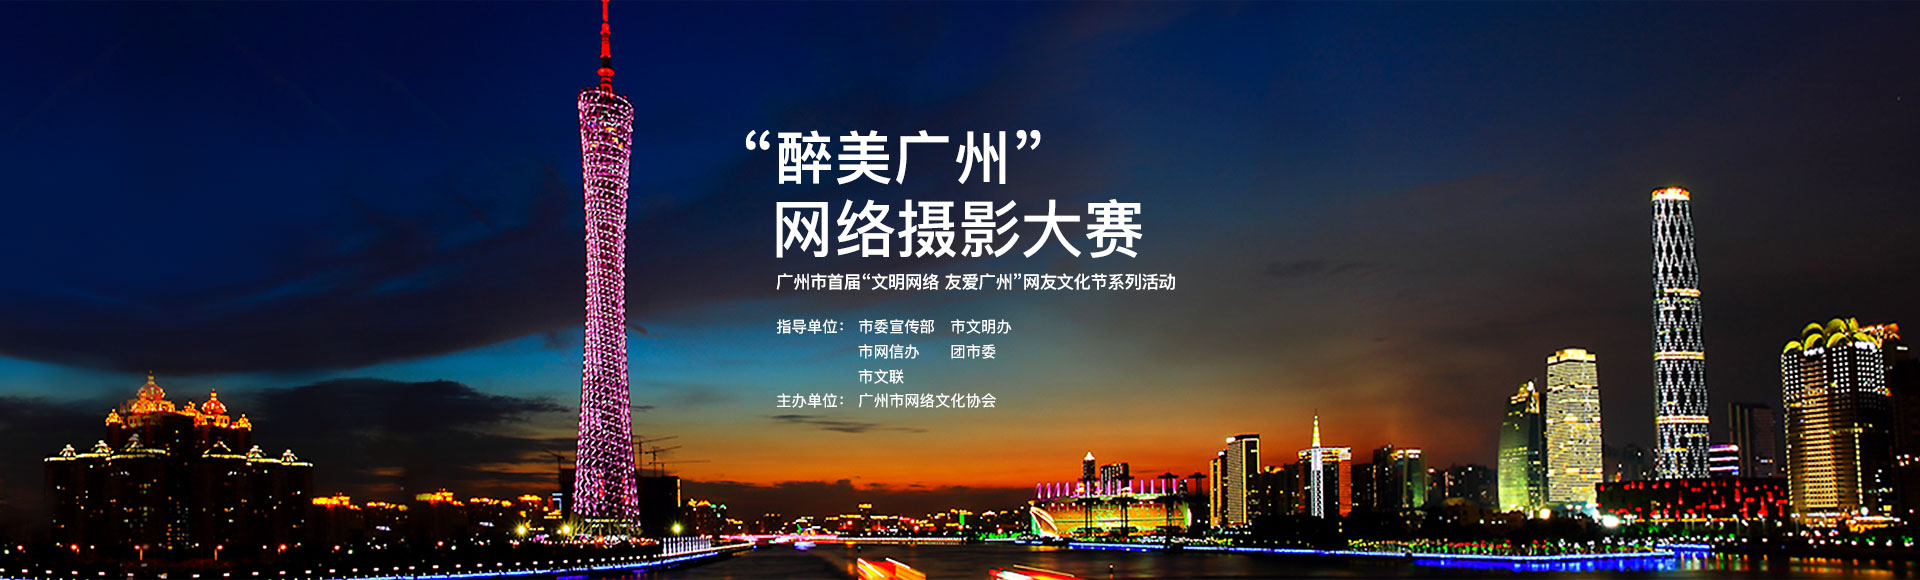 “醉美广州”
网络摄影大赛
广州市首届“文明网络 友爱广州”网友文化节系列活动
指导单位： 市委宣传部 市文明办
市网信办 团市委
市文联
主办单位： 广州市网络文化协会